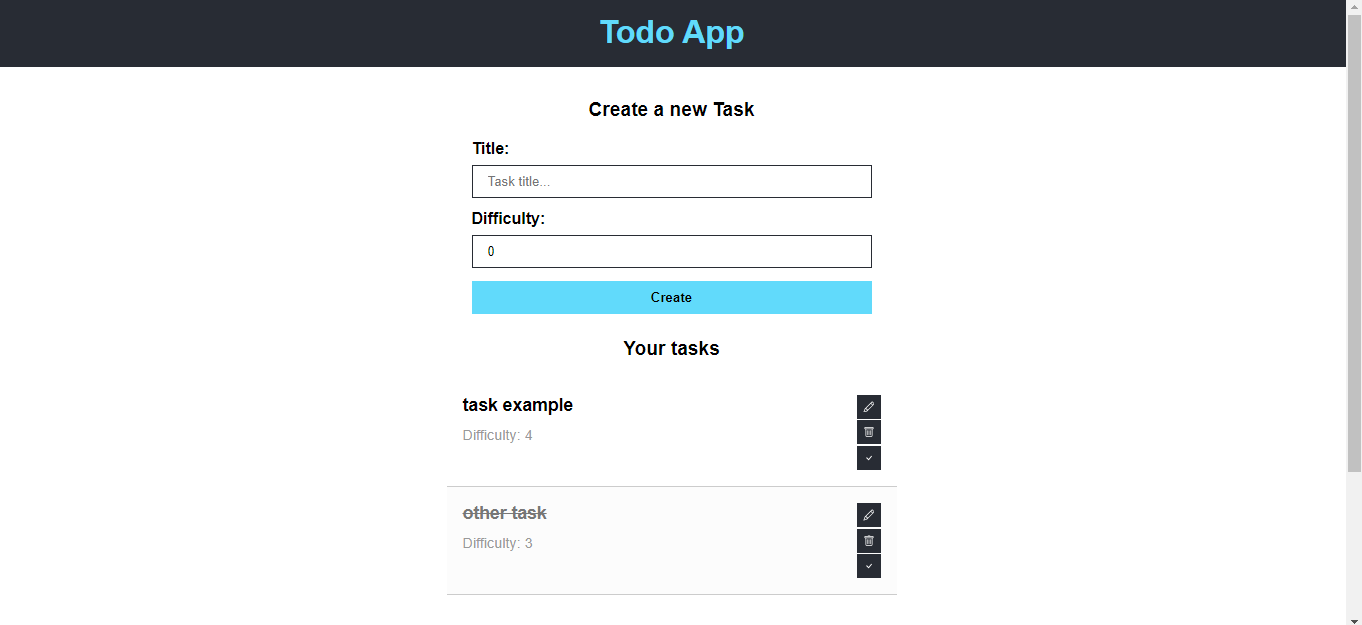 Todo App
Create a new Task
Title:
Task title...
Difficulty:
0
Create
Your tasks
task example
Difficulty: 4
other task
Difficulty: 3